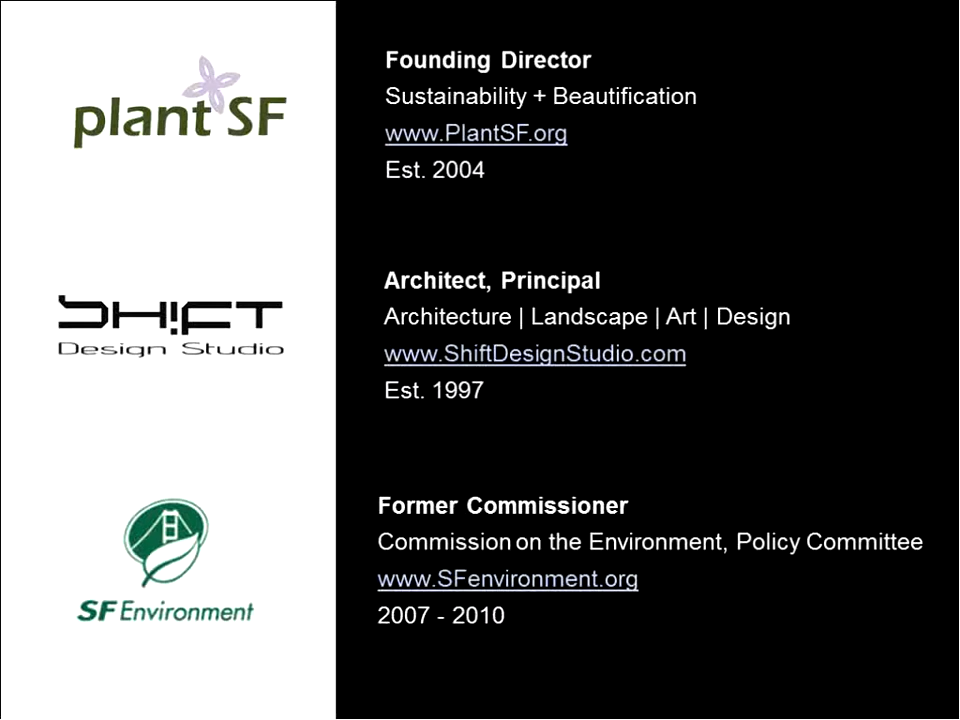 plant SF
Founding Director
Sustainability + Beautification
www.PlantSF.org
Est. 2004
SH!FT
Design Studio
Architect, Principal
Architecture | Landscape | Art | Design
www.ShiftDesignStudio.com
Est. 1997
SF Environment
Former Commissioner
Commission on the Environment, Policy Committee
www.SFenvironment.org
2007 - 2010